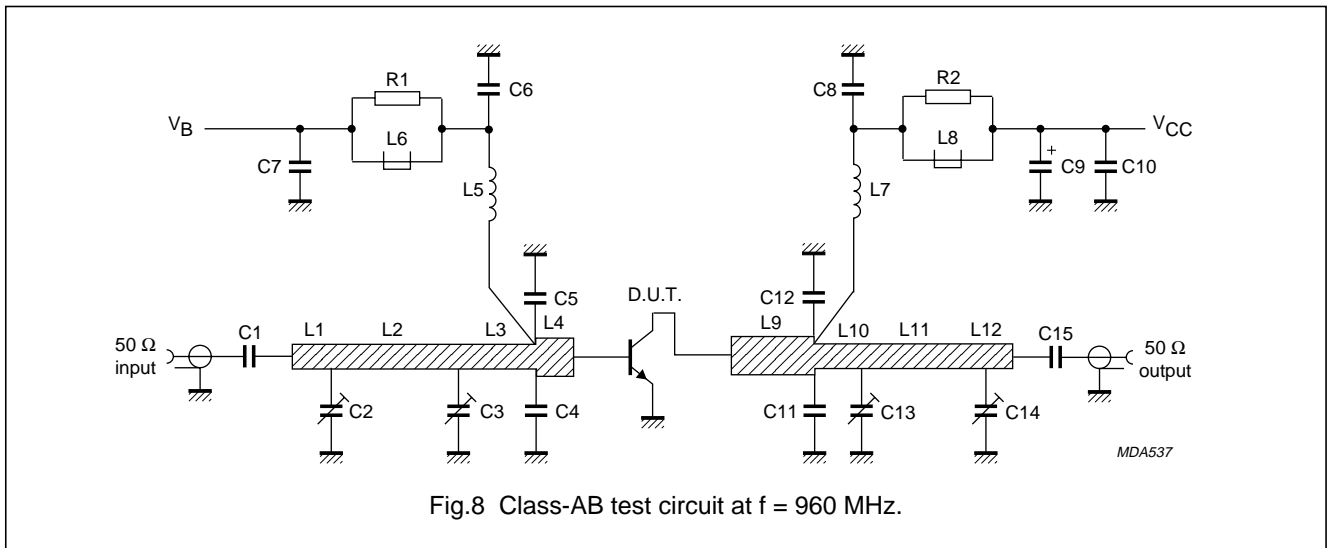 R1
C6
C8
R2
VB
L6
L8
VCC
C7
+
C9
C10
L5
L7
C5
D.U.T.
C12
L1
L2
L3
L4
L9
L10
L11
L12
C1
C15
50 Ω
input
50 Ω
output
C2
C3
C4
C11
C13
C14
MDA537
Fig.8 Class-AB test circuit at f = 960 MHz.